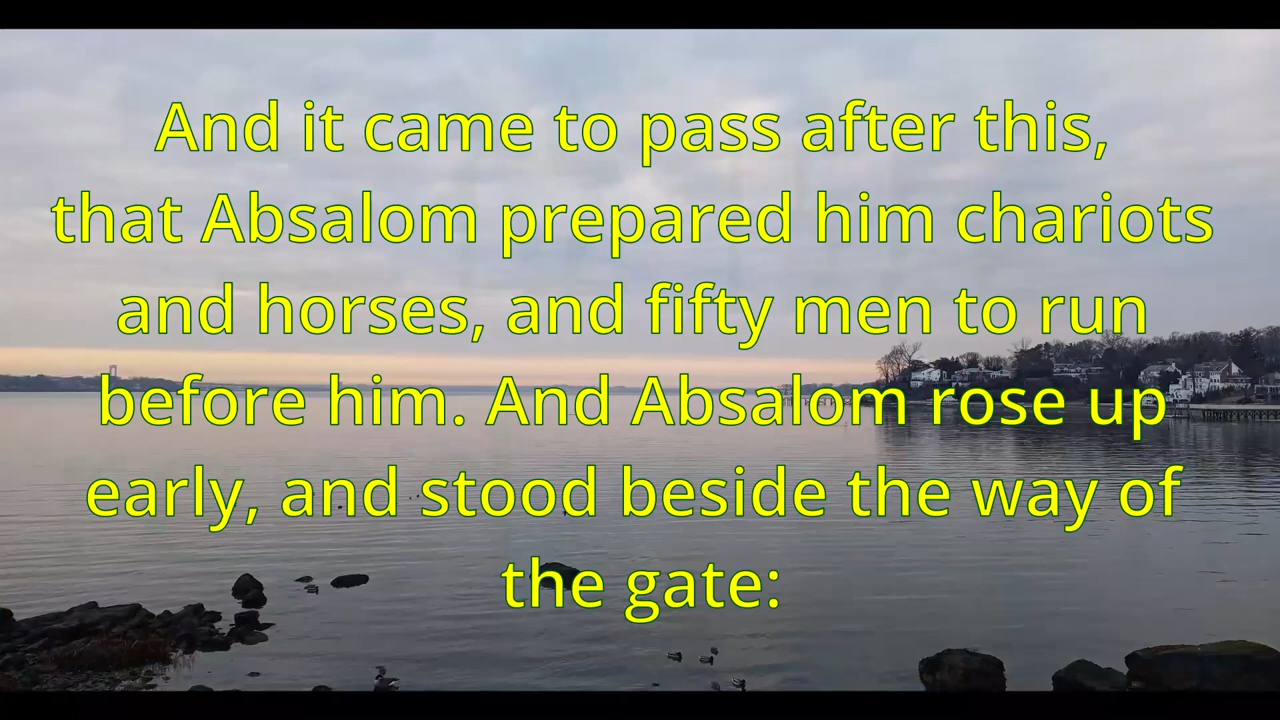 And it came to pass after this,
that Absalom prepared him chariots
and horses, and fifty men to run
before him. And Absalom rose up
early, and stood beside the way of
the gate: